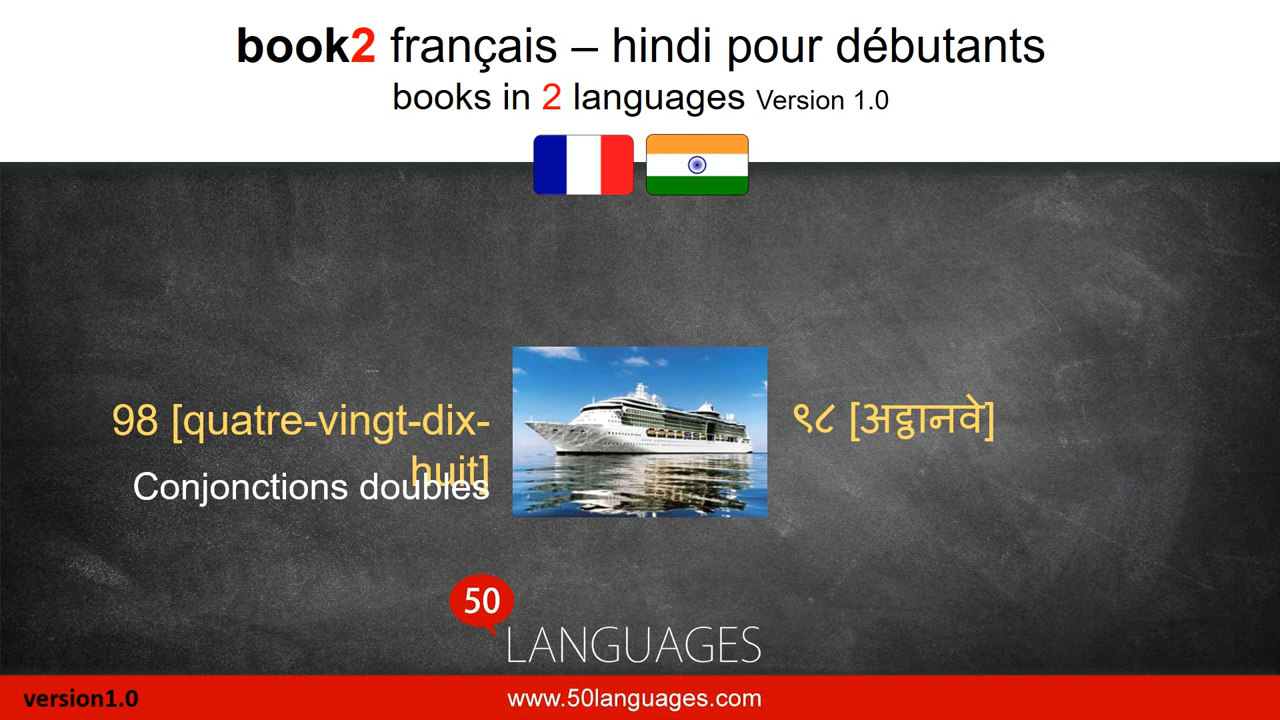 book2 français – hindi pour débutants
books in 2 languages Version 1.0
98 [quatre-vingt-dix-
huit]
Conjonctions doubles
९८ [अट्ठानवे]
50
LANGUAGES
version1.0
www.50languages.com